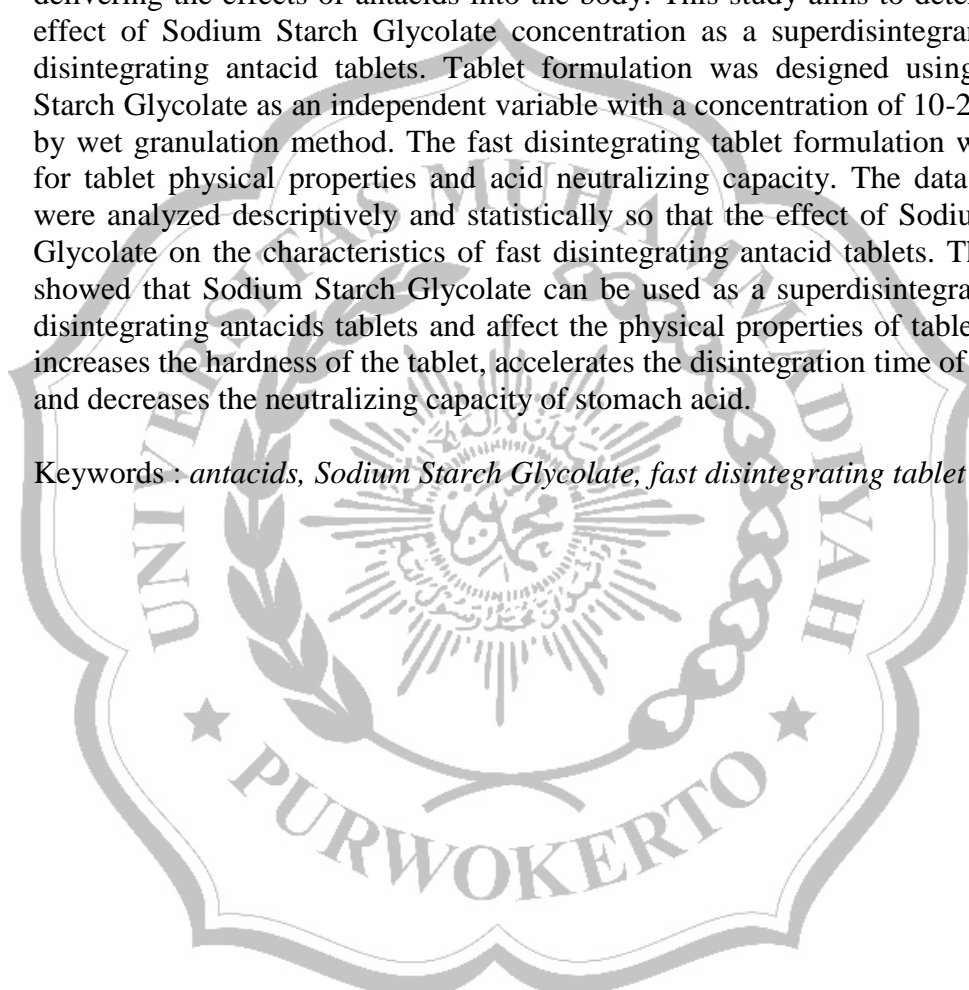 delivering the effects of antacids into the body. This study aims to deter
effect of Sodium Starch Glycolate concentration as a superdisintegran
disintegrating antacid tablets. Tablet formulation was designed using
Starch Glycolate as an independent variable with a concentration of 10-2
by wet granulation method. The fast disintegrating tablet formulation w
for tablet physical properties and acid neutralizing capacity. The data
were analyzed descriptively and statistically so that the effect of Sodiu
Glycolate on the characteristics of fast disintegrating antacid tablets. T
showed that Sodium Starch Glycolate can be used as a superdisintegra
disintegrating antacids tablets and affect the physical properties of table
increases the hardness of the tablet, accelerates the disintegration time of
and decreases the neutralizing capacity of stomach acid.
Keywords : antacids, Sodium Starch Glycolate, fast disintegrating tablet
UNIVERSITAS MUHAMMADIYAH
PURWOKERTO